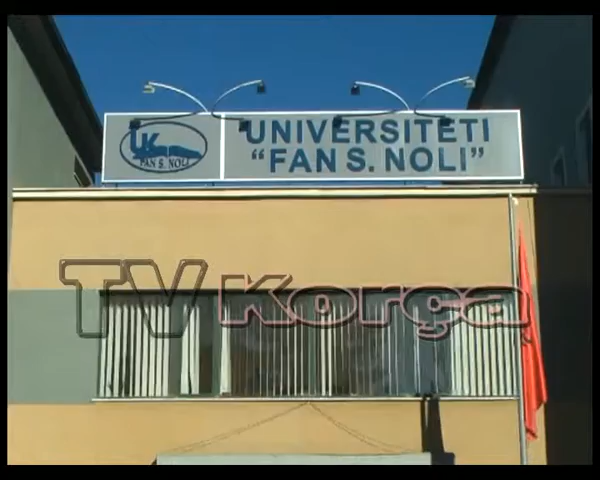 UK
FAN S. NOLI
UNIVERSITETI
"FAN S. NOLI"
TV Korça